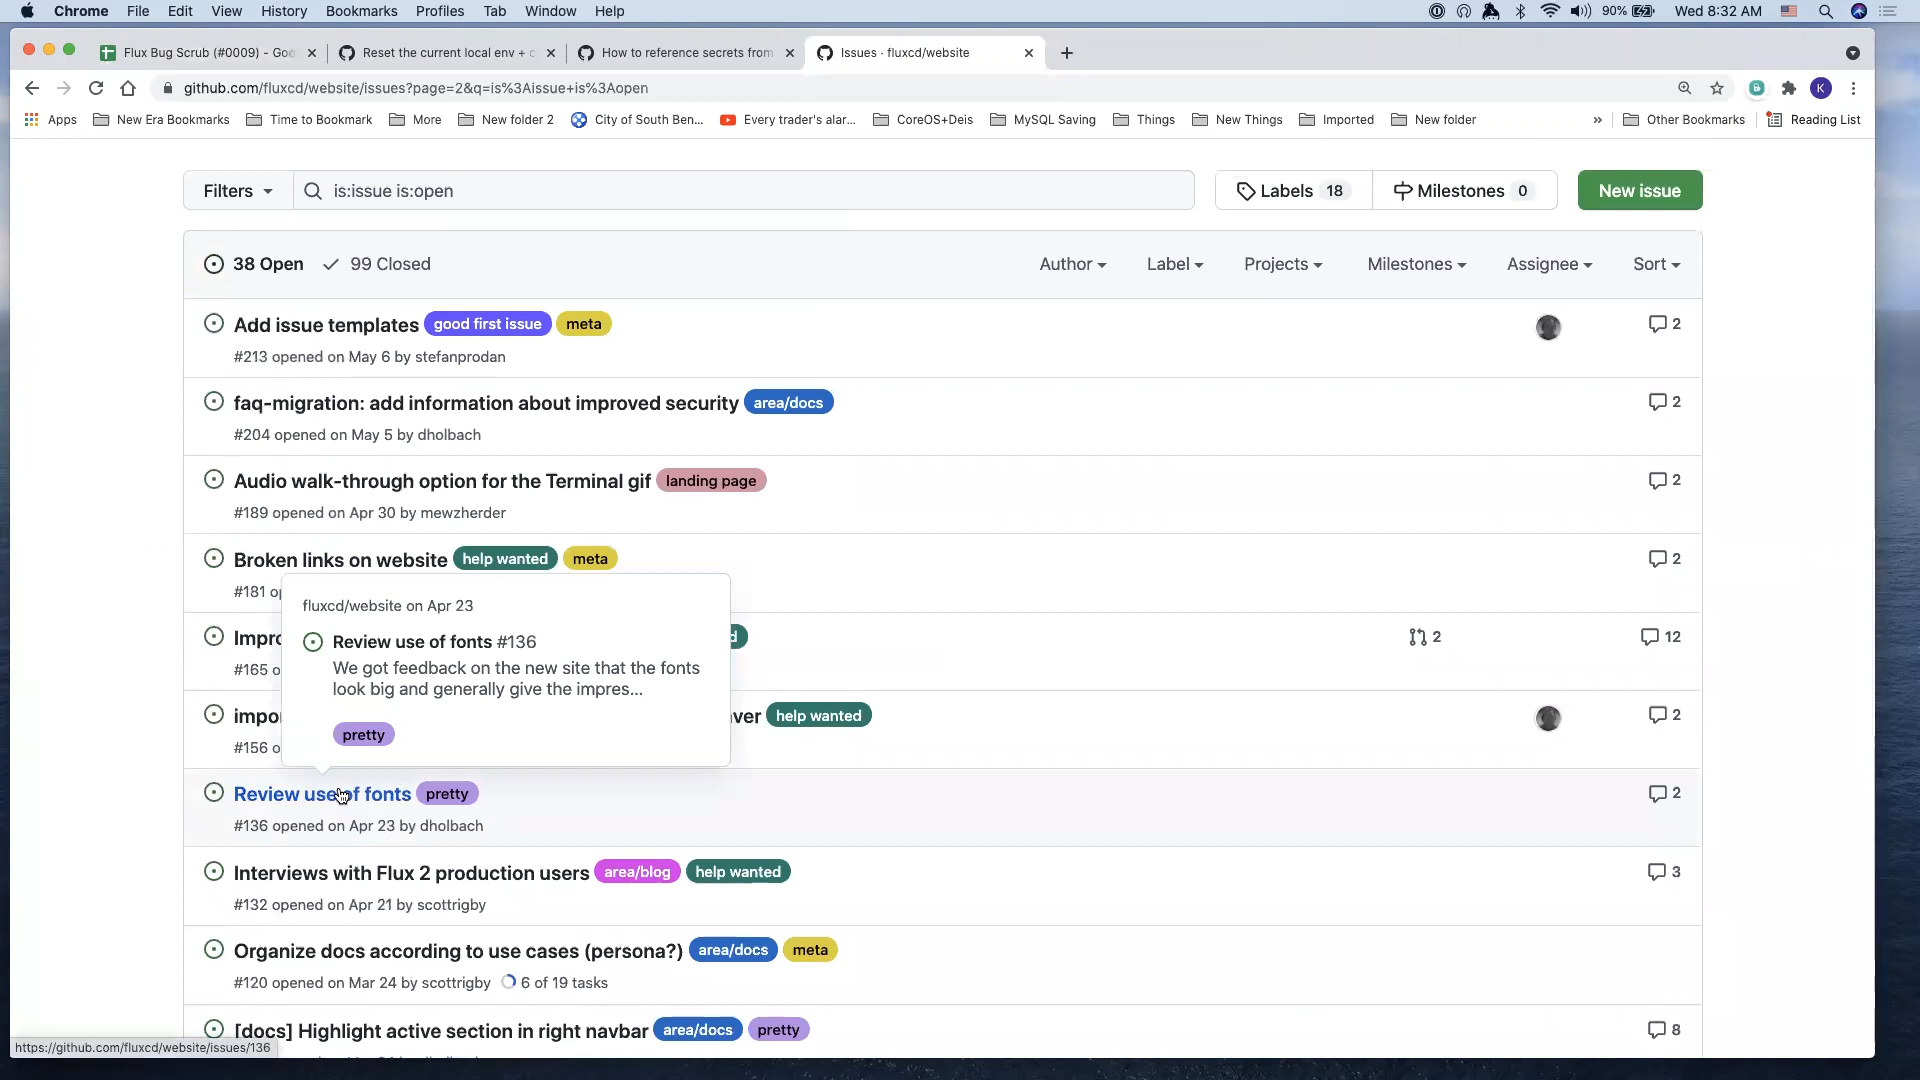 Chrome File Edit View History Bookmarks Profiles Tab Window Help 90% Wed 8:32 AM
Flux Bug Scrub (#0009) - Goo Reset the current local env + c How to reference secrets from Issues · fluxcd/website
github.com/fluxcd/website/issues?page=2&q=is%3Aissue+is%3Aopen K
Apps New Era Bookmarks Time to Bookmark More New folder 2 City of South Ben... Every trader's alar... CoreOS+Deis MySQL Saving Things New Things Imported New folder » Other Bookmarks Reading List
Filters is:issue is:open Labels 18 Milestones 0 New issue
38 Open 99 Closed Author Label Projects Milestones Assignee Sort
Add issue templates good first issue meta 2
#213 opened on May 6 by stefanprodan
faq-migration: add information about improved security area/docs 2
#204 opened on May 5 by dholbach
Audio walk-through option for the Terminal gif landing page 2
#189 opened on Apr 30 by mewzherder
Broken links on website help wanted meta 2
#181 op
fluxcd/website on Apr 23
Impro d 2 12
Review use of fonts #136
#165 o
We got feedback on the new site that the fonts
look big and generally give the impres...
impo ver help wanted 2
pretty
#156 o
Review use of fonts pretty 2
#136 opened on Apr 23 by dholbach
Interviews with Flux 2 production users area/blog help wanted 3
#132 opened on Apr 21 by scottrigby
Organize docs according to use cases (persona?) area/docs meta
#120 opened on Mar 24 by scottrigby 6 of 19 tasks
[docs] Highlight active section in right navbar area/docs pretty 8
https://github.com/fluxcd/website/issues/136